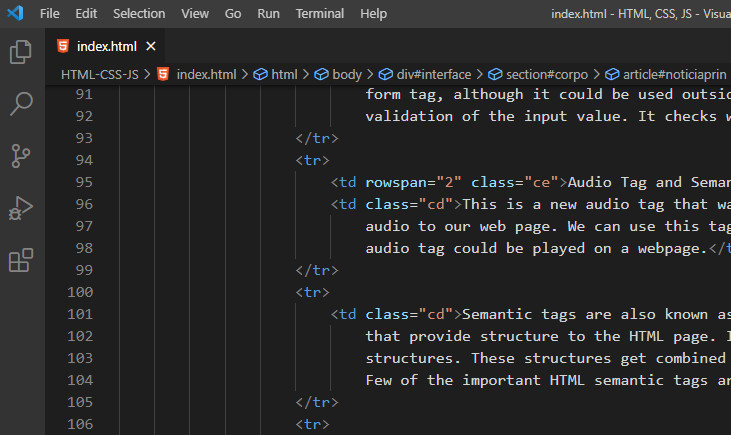 File Edit Selection View Go Run Terminal Help index.html - HTML, CSS, JS - Visua
index.html ×
HTML-CSS-JS > index.html > html > body > div#interface > section#corpo > article#noticiaprin
91 form tag, although it could be used outsid
92 validation of the input value. It checks w
93 </tr>
94 <tr>
95 <td rowspan="2" class="ce">Audio Tag and Seman
96 <td class="cd">This is a new audio tag that wa
97 audio to our web page. We can use this tag
98 audio tag could be played on a webpage.</t
99 </tr>
100 <tr>
101 <td class="cd">Semantic tags are also known as
102 that provide structure to the HTML page. I
103 structures. These structures get combined
104 Few of the important HTML semantic tags ar
105 </tr>
106 <tr>